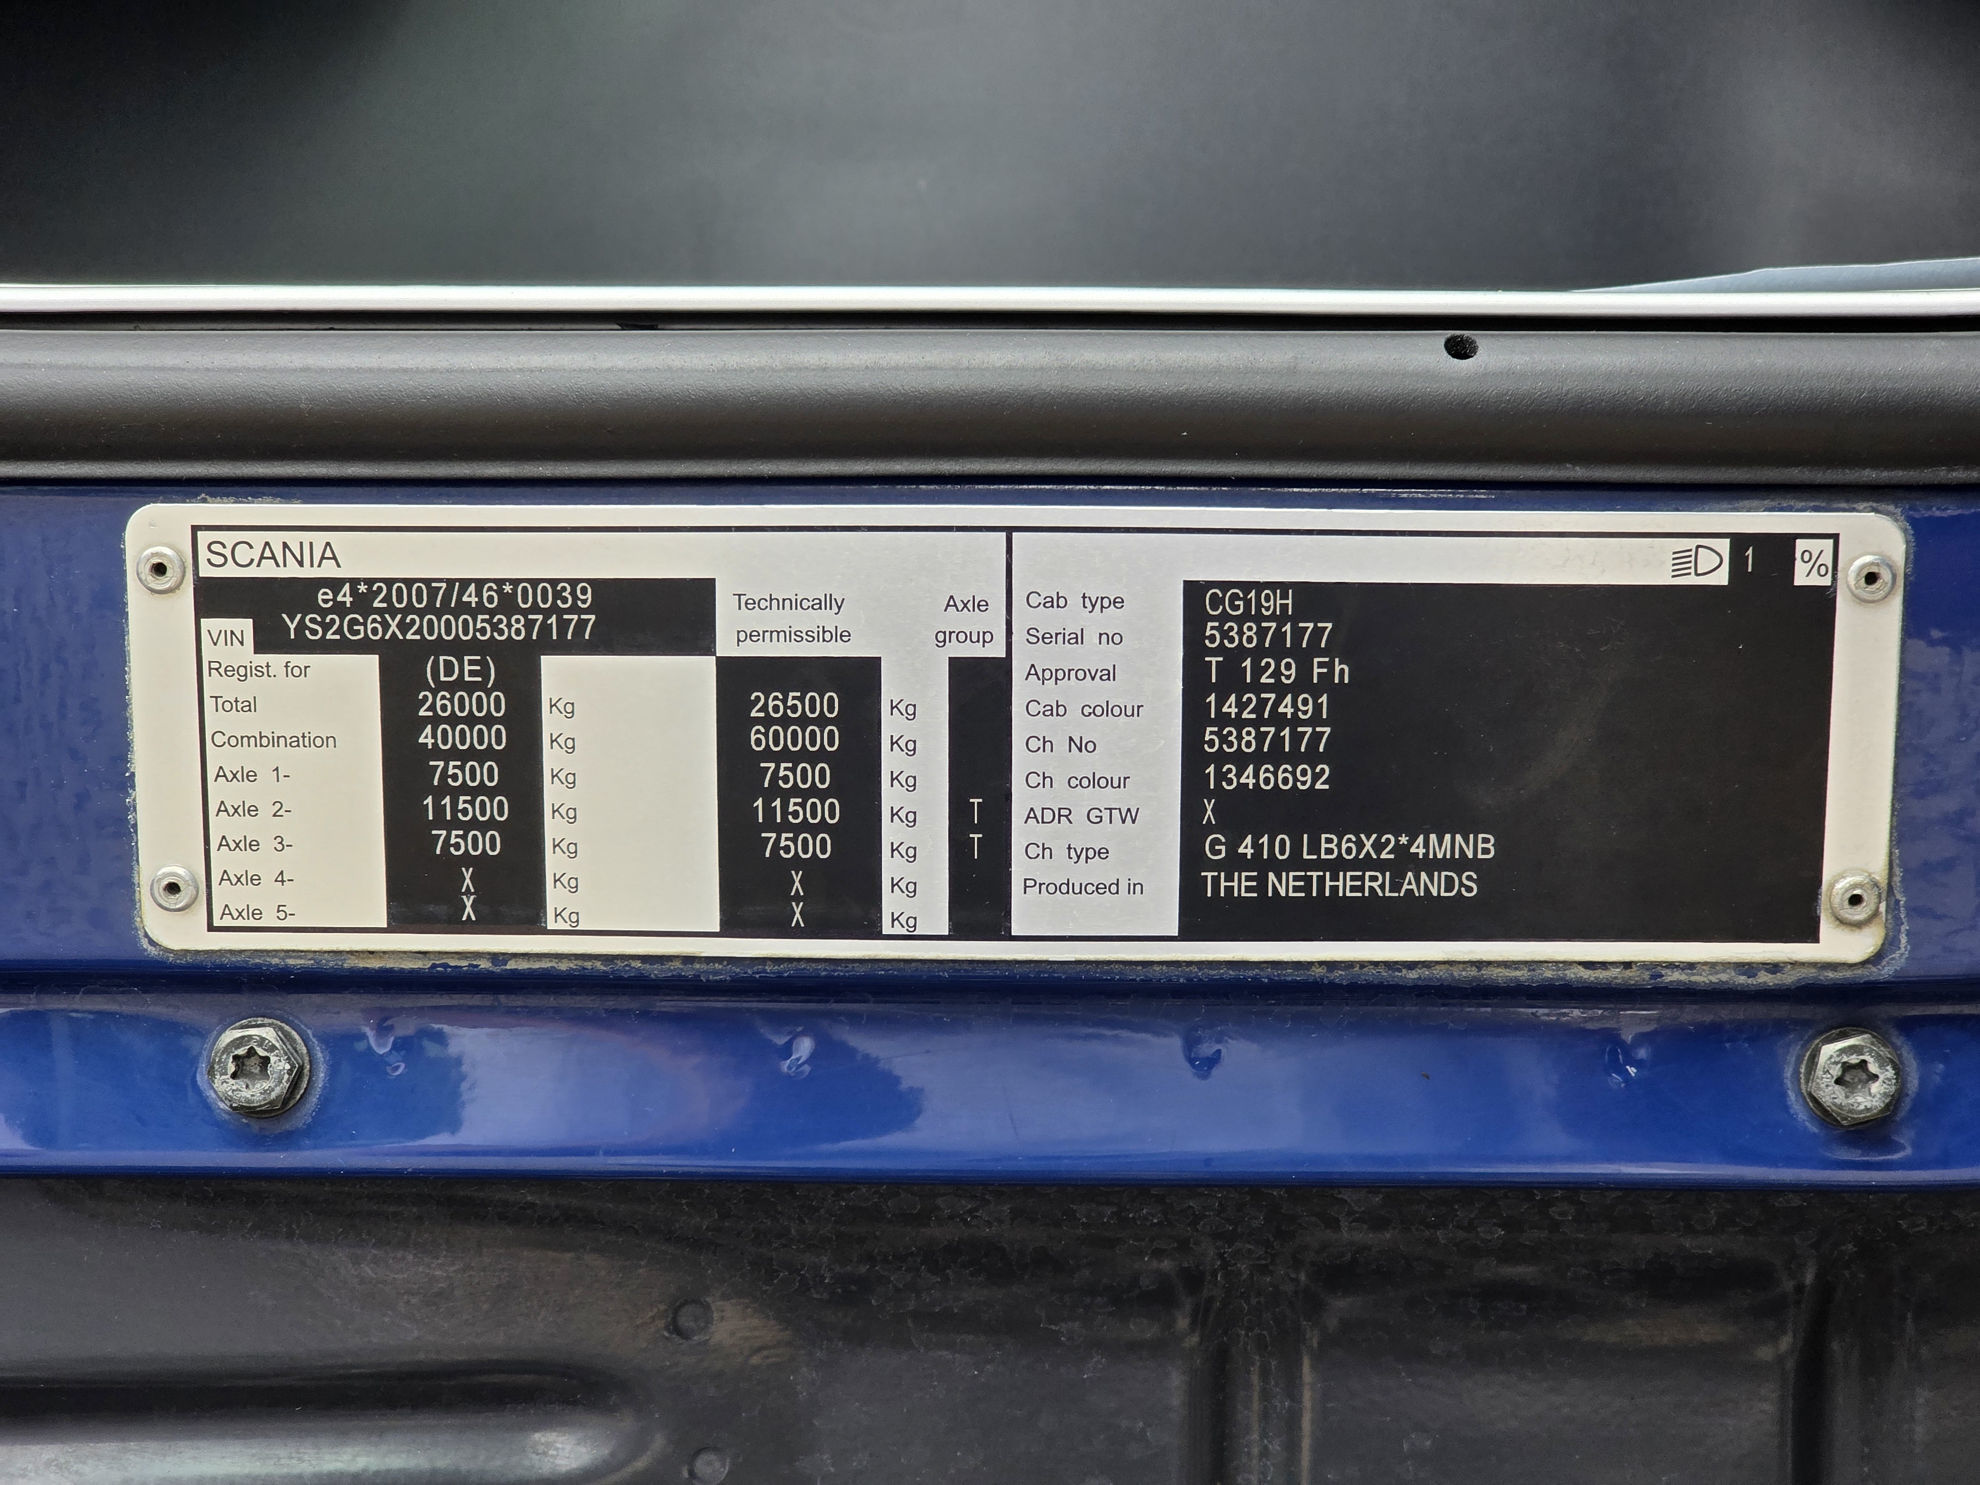 SCANIA
1 %
e4*2007/46*0039
VIN YS2G6X20005387177
Technically permissible
Axle group
Regist. for (DE)
Total 26000 Kg 26500 Kg
Combination 40000 Kg 60000 Kg
Axle 1- 7500 Kg 7500 Kg
Axle 2- 11500 Kg 11500 Kg T
Axle 3- 7500 Kg 7500 Kg T
Axle 4- X Kg X Kg
Axle 5- X Kg X Kg
Cab type CG19H
Serial no 5387177
Approval T 129 Fh
Cab colour 1427491
Ch No 5387177
Ch colour 1346692
ADR GTW X
Ch type G 410 LB6X2*4MNB
Produced in THE NETHERLANDS